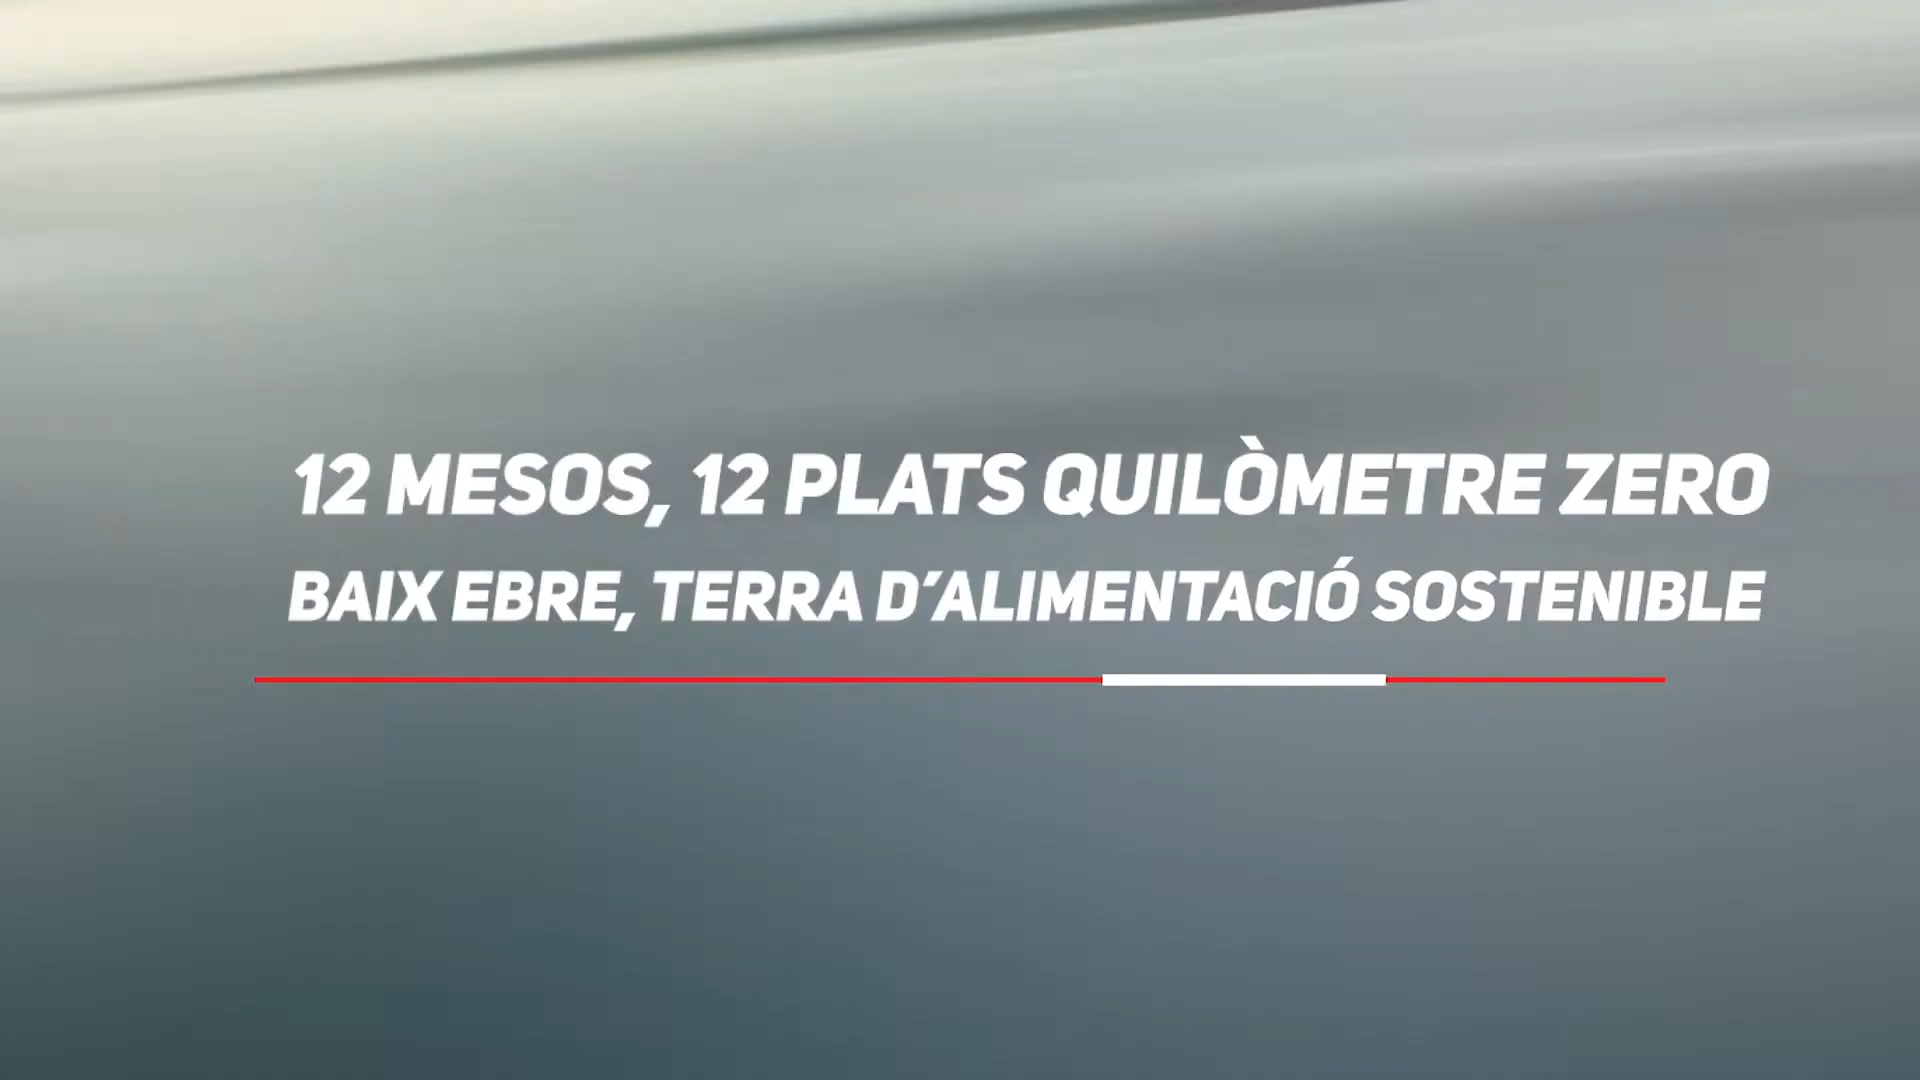 12 MESOS, 12 PLATS QUILÒMETRE ZERO
BAIX EBRE, TERRA D'ALIMENTACIÓ SOSTENIBLE